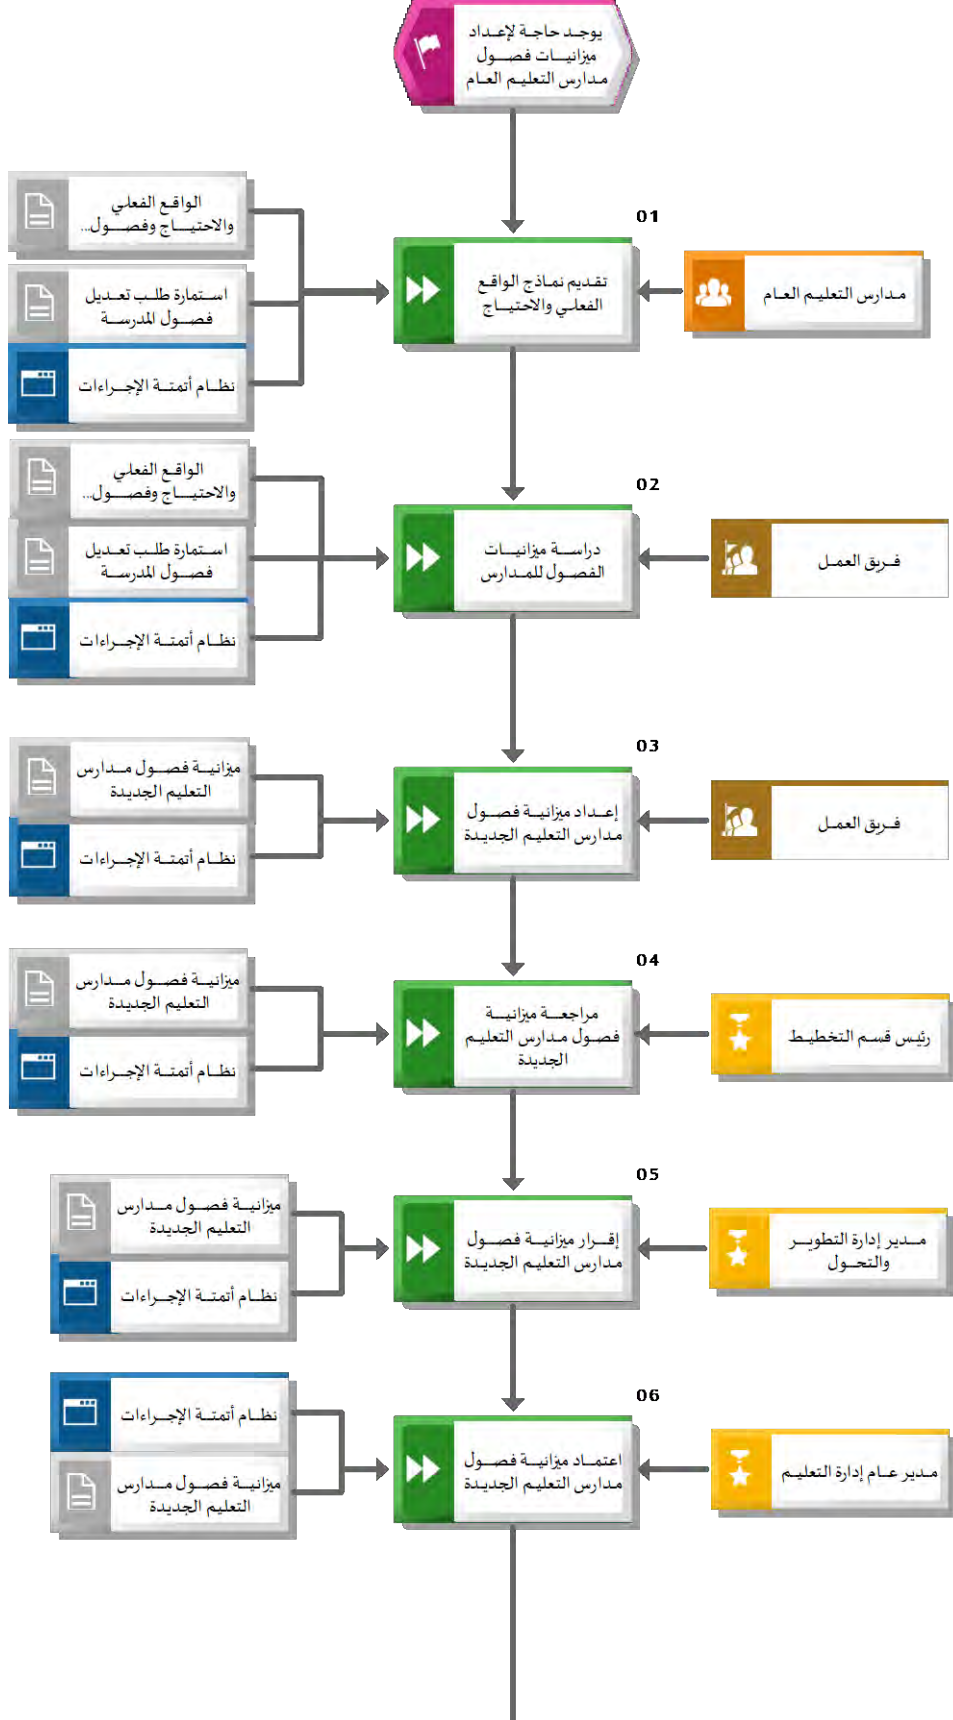 يوجد حاجة لإعداد
ميزانيات فصول
مدارس التعليم العام
01
مدارس التعليم العام
تقديم نماذج الواقع
الفعلي والاحتياج
الواقع الفعلي
والاحتياج وفصول...
استمارة طلب تعديل
فصول المدرسة
نظام أتمتة الإجراءات
02
فريق العمل
دراسة ميزانيات
الفصول للمدارس
الواقع الفعلي
والاحتياج وفصول...
استمارة طلب تعديل
فصول المدرسة
نظام أتمتة الإجراءات
03
فريق العمل
إعداد ميزانية فصول
مدارس التعليم الجديدة
ميزانية فصول مدارس
التعليم الجديدة
نظام أتمتة الإجراءات
04
رئيس قسم التخطيط
مراجعة ميزانية
فصول مدارس التعليم
الجديدة
ميزانية فصول مدارس
التعليم الجديدة
نظام أتمتة الإجراءات
05
مدير إدارة التطوير
والتحول
إقرار ميزانية فصول
مدارس التعليم الجديدة
ميزانية فصول مدارس
التعليم الجديدة
نظام أتمتة الإجراءات
06
مدير عام إدارة التعليم
اعتماد ميزانية فصول
مدارس التعليم الجديدة
نظام أتمتة الإجراءات
ميزانية فصول مدارس
التعليم الجديدة